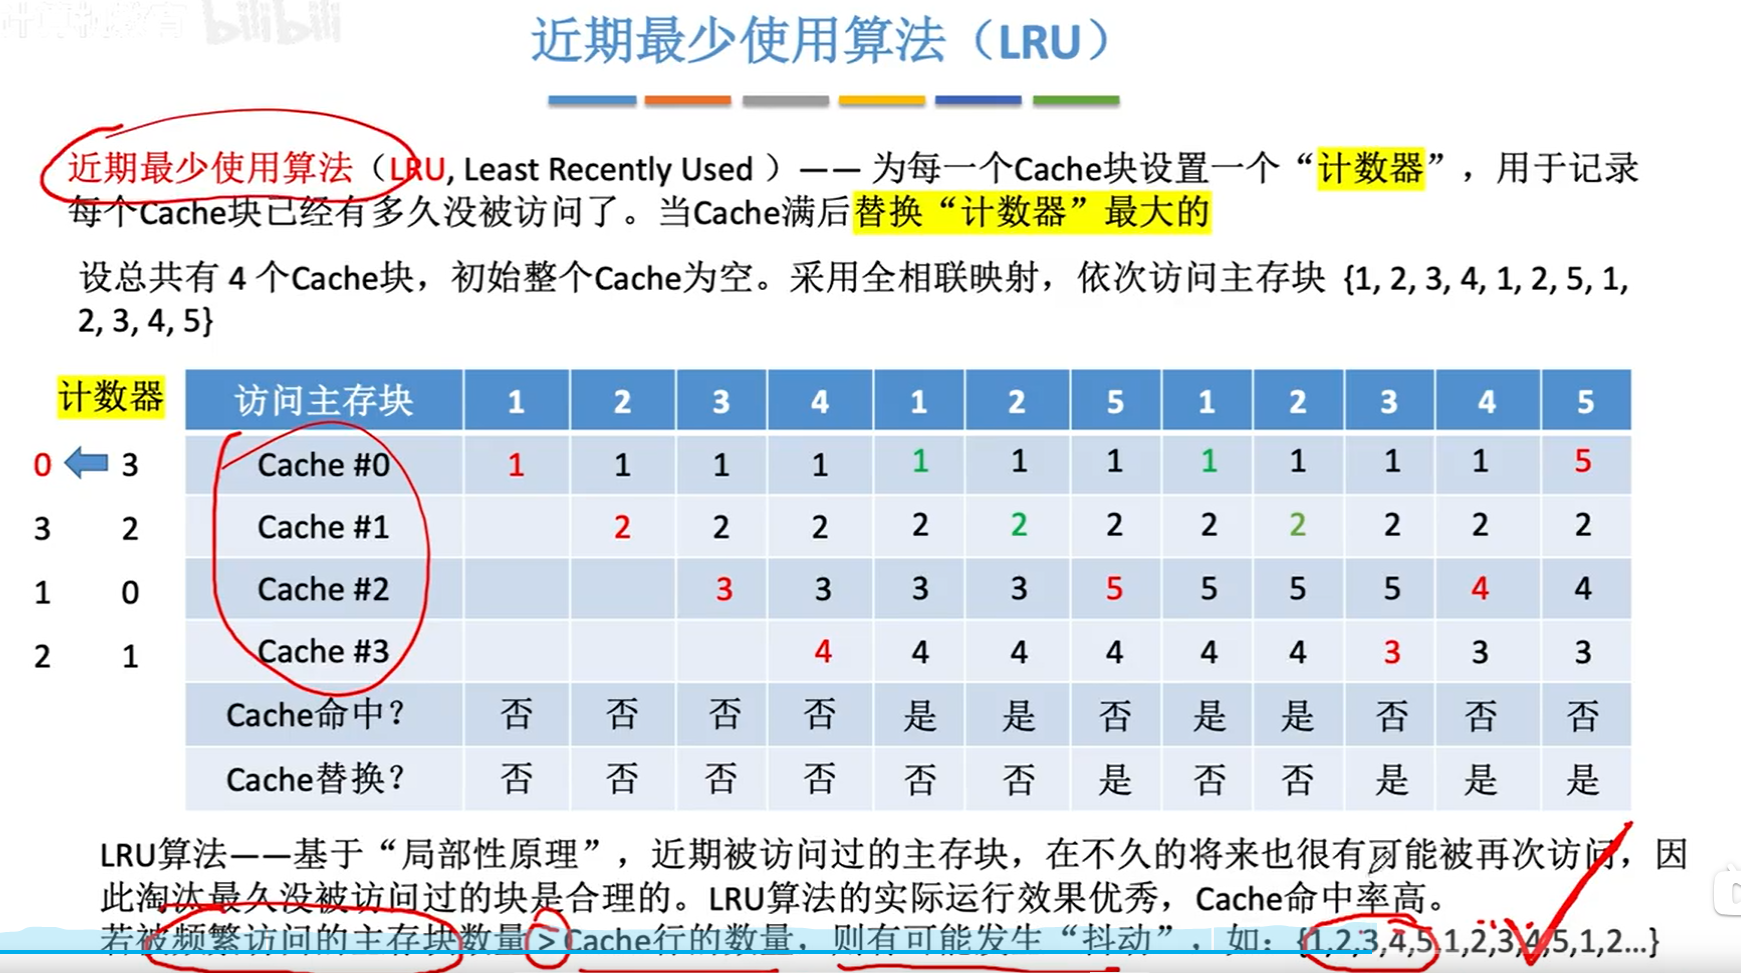 计算机教育 bilibili
近期最少使用算法（LRU）
近期最少使用算法（LRU, Least Recently Used ）—— 为每一个Cache块设置一个“计数器”，用于记录
每个Cache块已经有多久没被访问了。当Cache满后替换“计数器”最大的
设总共有 4 个Cache块，初始整个Cache为空。采用全相联映射，依次访问主存块 {1, 2, 3, 4, 1, 2, 5, 1,
2, 3, 4, 5}
计数器 访问主存块 1 2 3 4 1 2 5 1 2 3 4 5
0 3 Cache #0 1 1 1 1 1 1 1 1 1 1 1 5
3 2 Cache #1 2 2 2 2 2 2 2 2 2 2 2
1 0 Cache #2 3 3 3 3 5 5 5 5 4 4
2 1 Cache #3 4 4 4 4 4 4 3 3 3
Cache命中？ 否 否 否 否 是 是 否 是 是 否 否 否
Cache替换？ 否 否 否 否 否 否 是 否 否 是 是 是
LRU算法——基于“局部性原理”，近期被访问过的主存块，在不久的将来也很有可能被再次访问，因
此淘汰最久没被访问过的块是合理的。LRU算法的实际运行效果优秀，Cache命中率高。
若被频繁访问的主存块数量 > Cache行的数量，则有可能发生“抖动”，如：{1,2,3,4,5,1,2,3,4,5,1,2...}